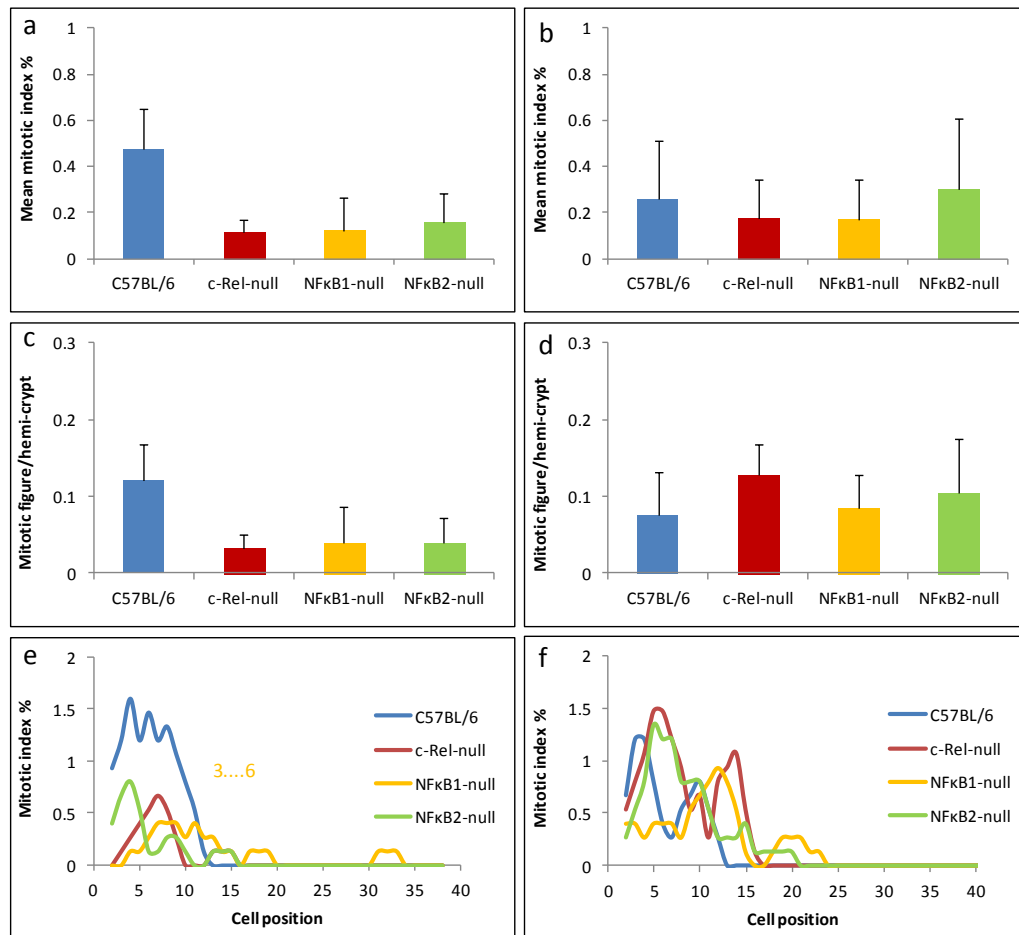 a
Mean mitotic index %
1
0.8
0.6
0.4
0.2
0
C57BL/6 c-Rel-null NFκB1-null NFκB2-null
b
Mean mitotic index %
1
0.8
0.6
0.4
0.2
0
C57BL/6 c-Rel-null NFκB1-null NFκB2-null
c
Mitotic figure/hemi-crypt
0.3
0.2
0.1
0
C57BL/6 c-Rel-null NFκB1-null NFκB2-null
d
Mitotic figure/hemi-crypt
0.3
0.2
0.1
0
C57BL/6 c-Rel-null NFκB1-null NFκB2-null
e
Mitotic index %
2
1.5
1
0.5
0
0 5 10 15 20 25 30 35 40
Cell position
C57BL/6
c-Rel-null
NFκB1-null
NFκB2-null
3....6
f
Mitotic index %
2
1.5
1
0.5
0
0 5 10 15 20 25 30 35 40
Cell position
C57BL/6
c-Rel-null
NFκB1-null
NFκB2-null